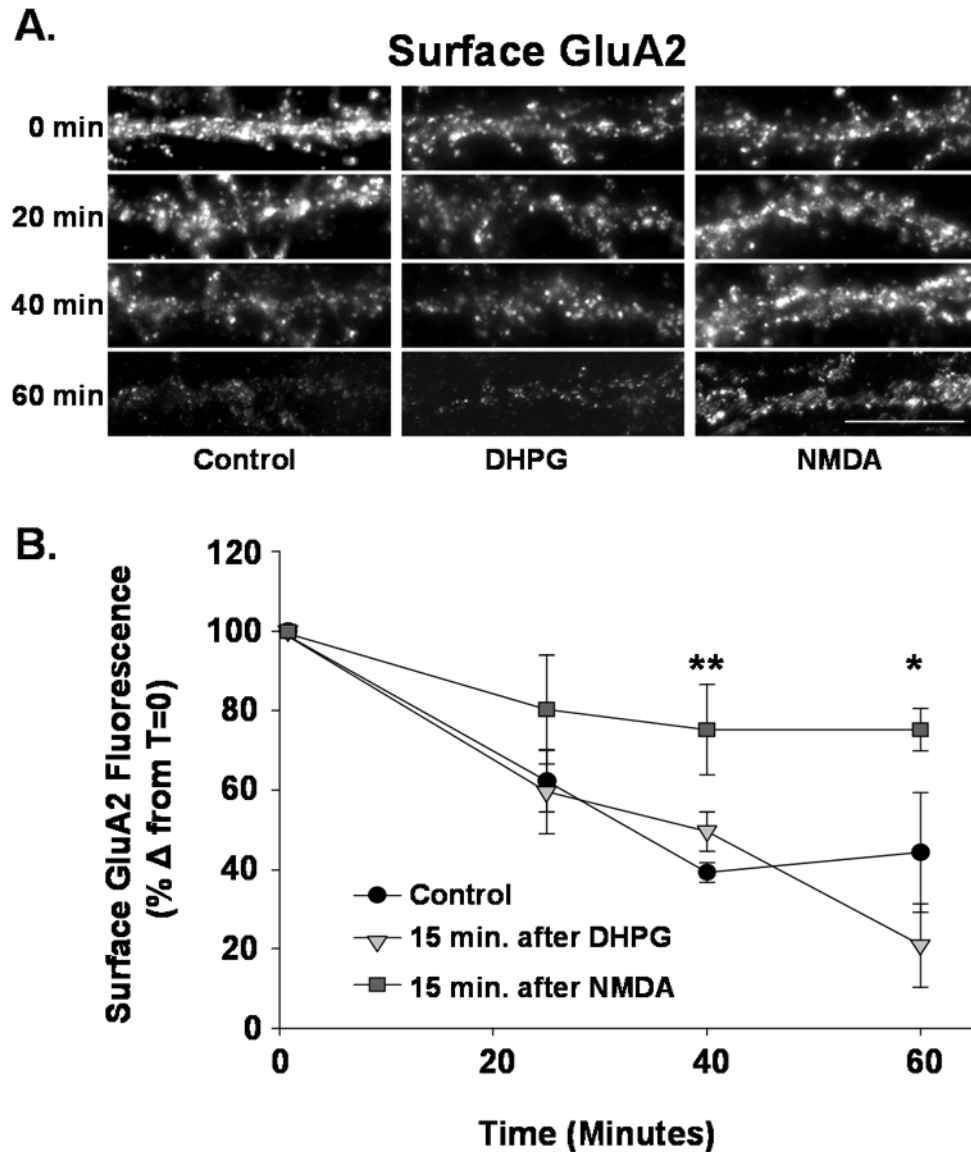 A.
Surface GluA2
0 min
20 min
40 min
60 min
Control DHPG NMDA
B.
Surface GluA2 Fluorescence
(% Δ from T=0)
120
100
80
60
40
20
0
** *
Control
15 min. after DHPG
15 min. after NMDA
0 20 40 60
Time (Minutes)